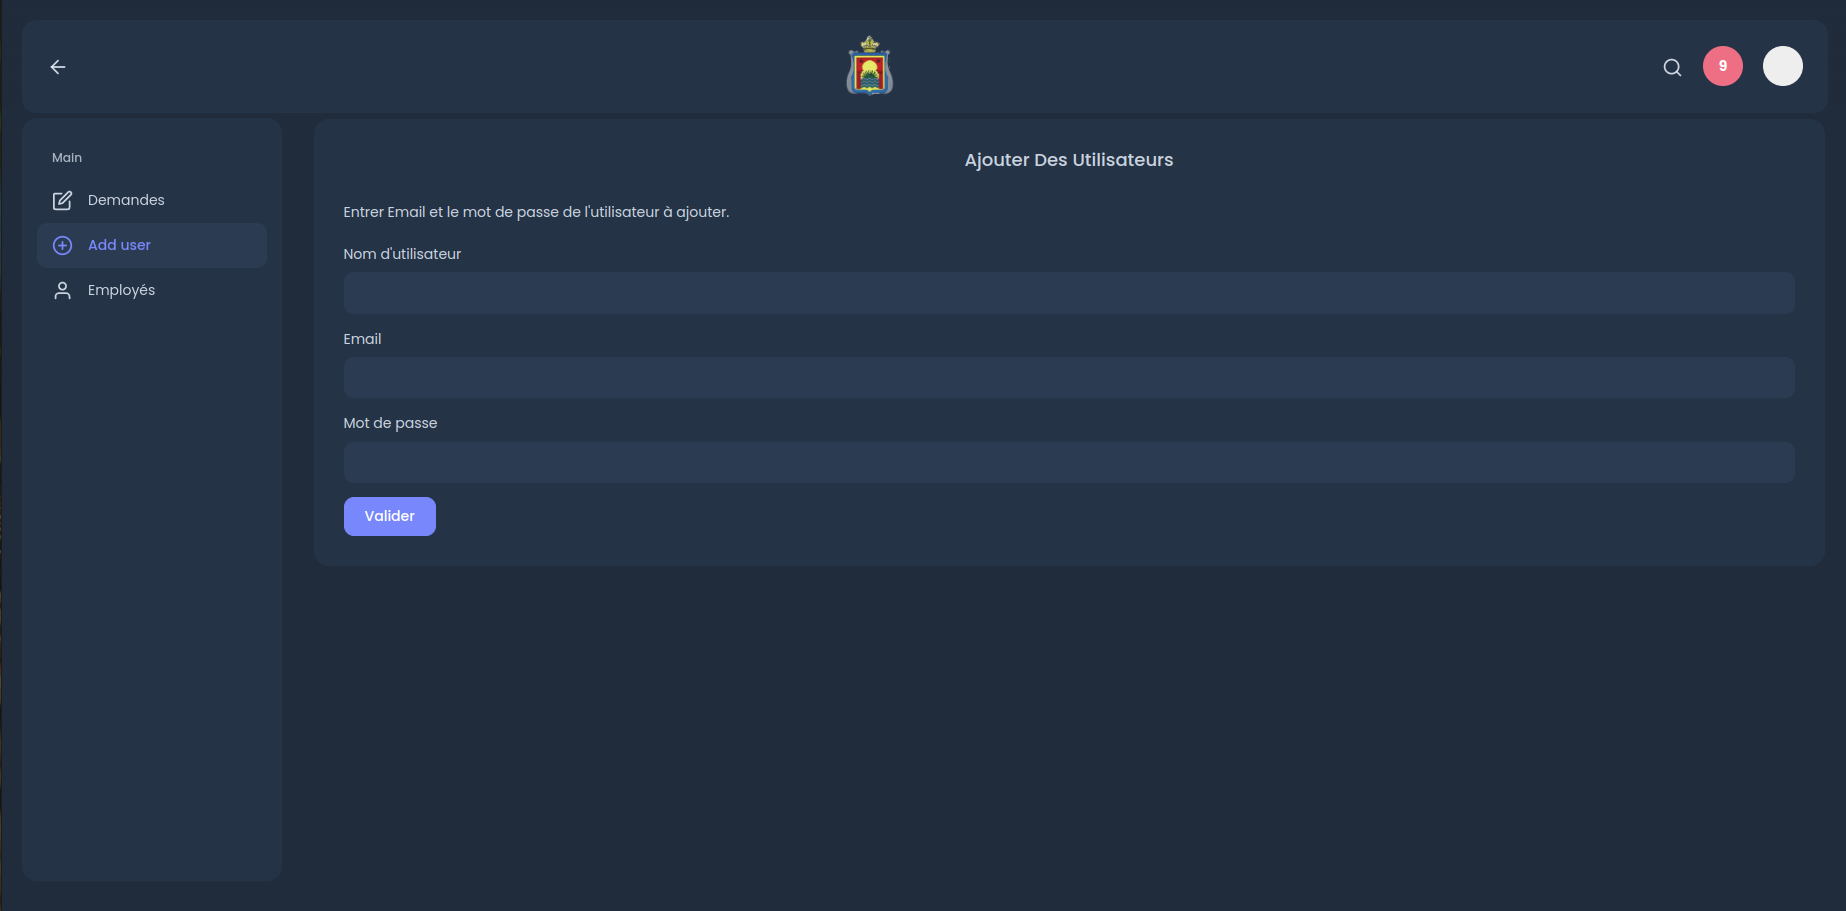 9
Main
Demandes
Add user
Employés
Ajouter Des Utilisateurs
Entrer Email et le mot de passe de l'utilisateur à ajouter.
Nom d'utilisateur
Email
Mot de passe
Valider